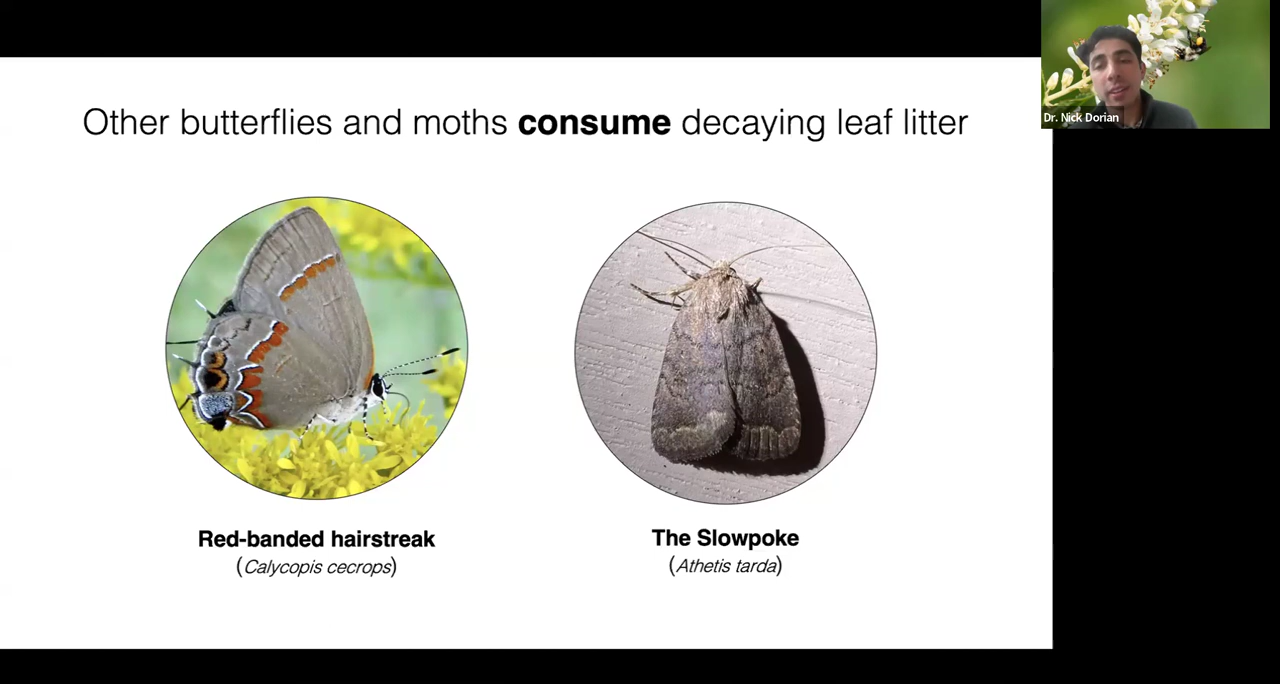 Other butterflies and moths consume decaying leaf litter
Dr. Nick Dorian
Red-banded hairstreak
(Calycopis cecrops)
The Slowpoke
(Athetis tarda)